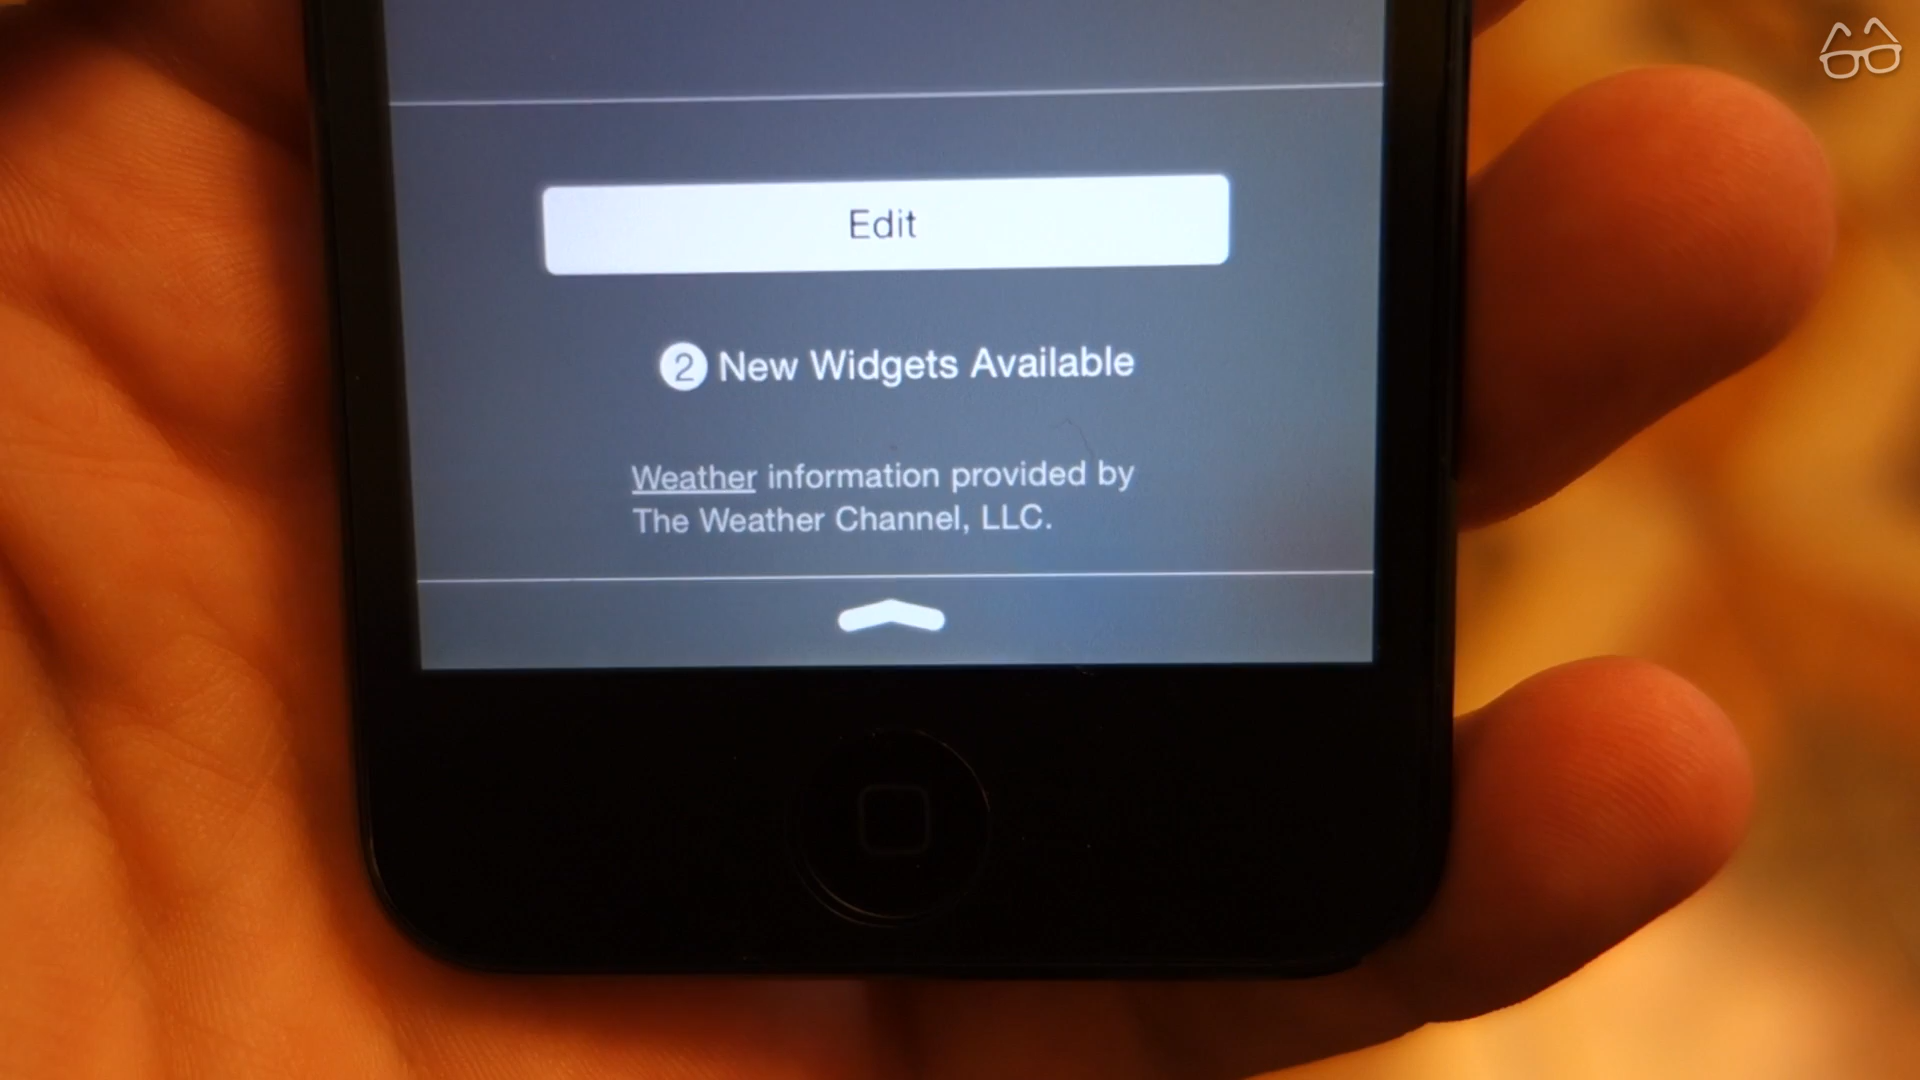 Edit
2 New Widgets Available
Weather information provided by
The Weather Channel, LLC.